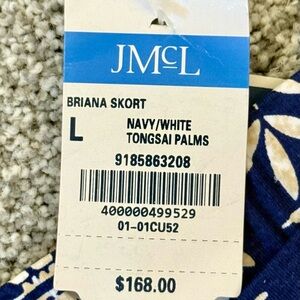 JMcL
BRIANA SKORT
L NAVY/WHITE
TONGSAI PALMS
9185863208
400000499529
01-01CU52
$168.00